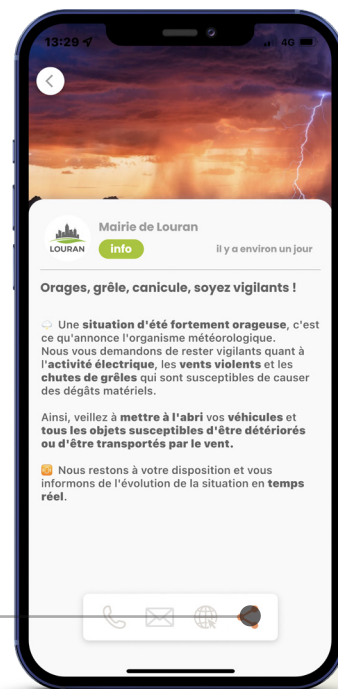 13:29
4G
LOURAN
Mairie de Louran
info
il y a environ un jour
Orages, grêle, canicule, soyez vigilants !
Une situation d'été fortement orageuse, c'est
ce qu'annonce l'organisme météorologique.
Nous vous demandons de rester vigilants quant à
l'activité électrique, les vents violents et les
chutes de grêles qui sont susceptibles de causer
des dégâts matériels.
Ainsi, veillez à mettre à l'abri vos véhicules et
tous les objets susceptibles d'être détériorés
ou d'être transportés par le vent.
Nous restons à votre disposition et vous
informons de l'évolution de la situation en temps
réel.